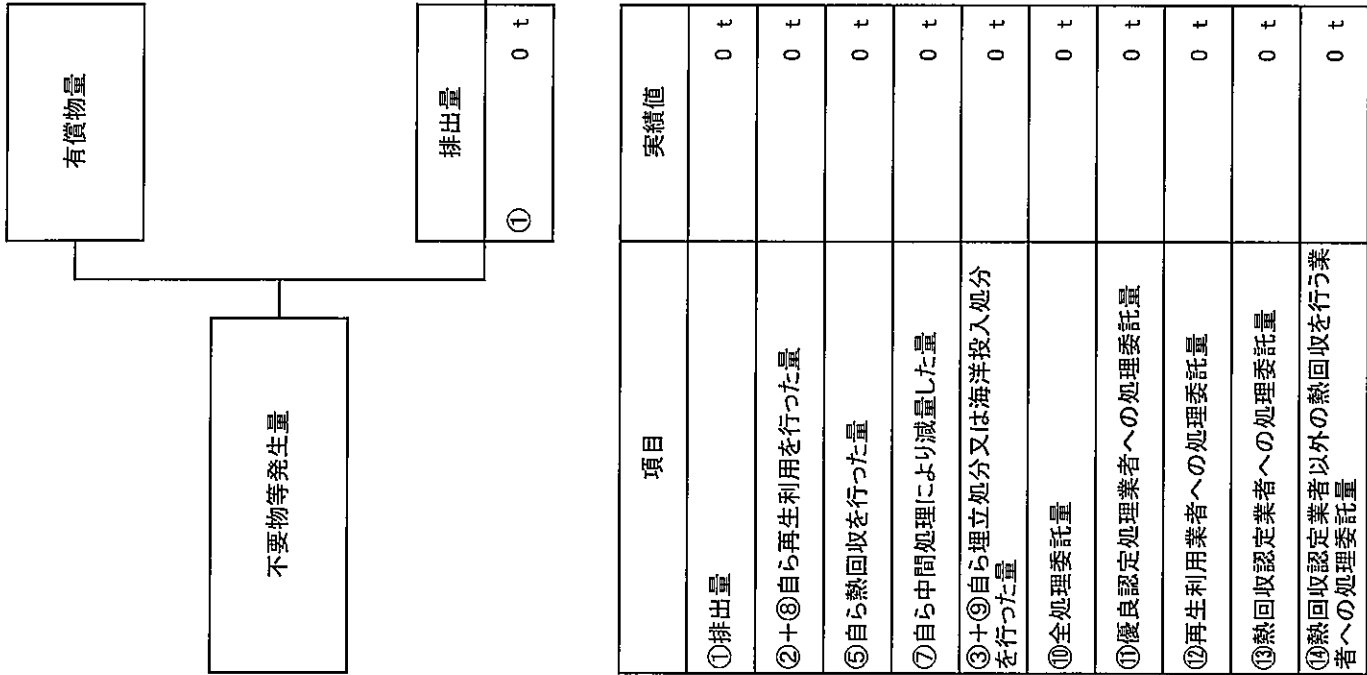 不要物等発生量
有償物量
排出量
① 0 t
項目 実績値
①排出量 0 t
②+⑧自ら再生利用を行った量 0 t
⑤自ら熱回収を行った量 0 t
⑦自ら中間処理により減量した量 0 t
③+⑨自ら埋立処分又は海洋投入処分
を行った量 0 t
⑩全処理委託量 0 t
⑪優良認定処理業者への処理委託量 0 t
⑫再生利用業者への処理委託量 0 t
⑬熱回収認定業者への処理委託量 0 t
⑭熱回収認定業者以外の熱回収を行う業
者への処理委託量 0 t